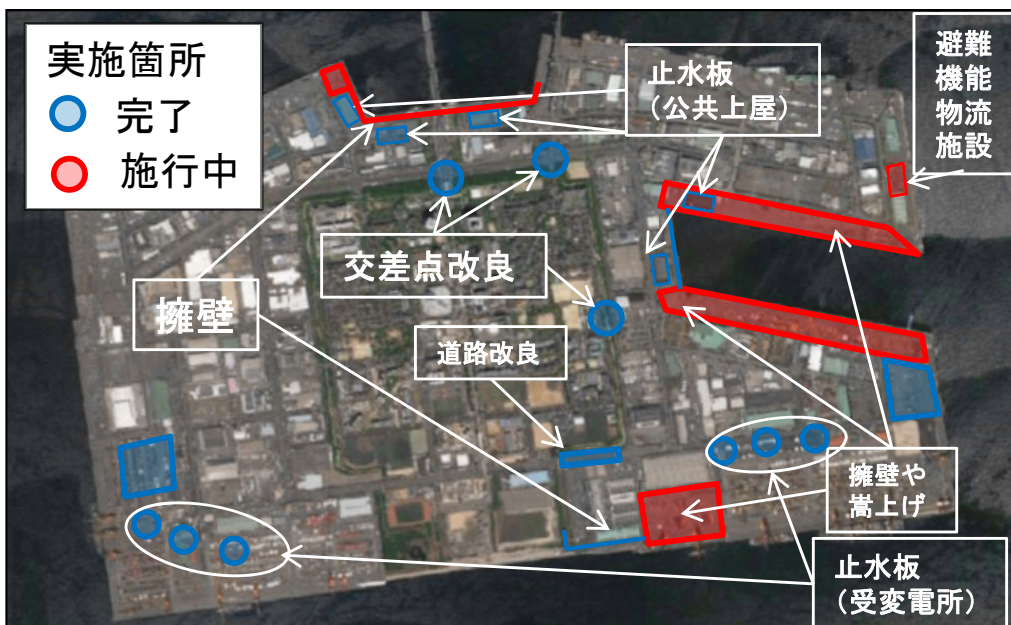 実施箇所
完了
施行中
止水板
（公共上屋）
避難
機能
物流
施設
交差点改良
擁壁
道路改良
擁壁や
嵩上げ
止水板
（受変電所）